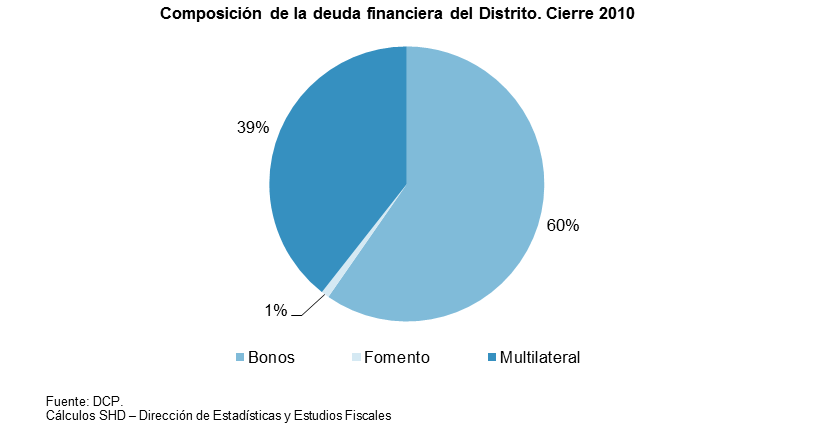 Composición de la deuda financiera del Distrito. Cierre 2010
39%
60%
1%
Bonos Fomento Multilateral
Fuente: DCP.
Cálculos SHD – Dirección de Estadísticas y Estudios Fiscales